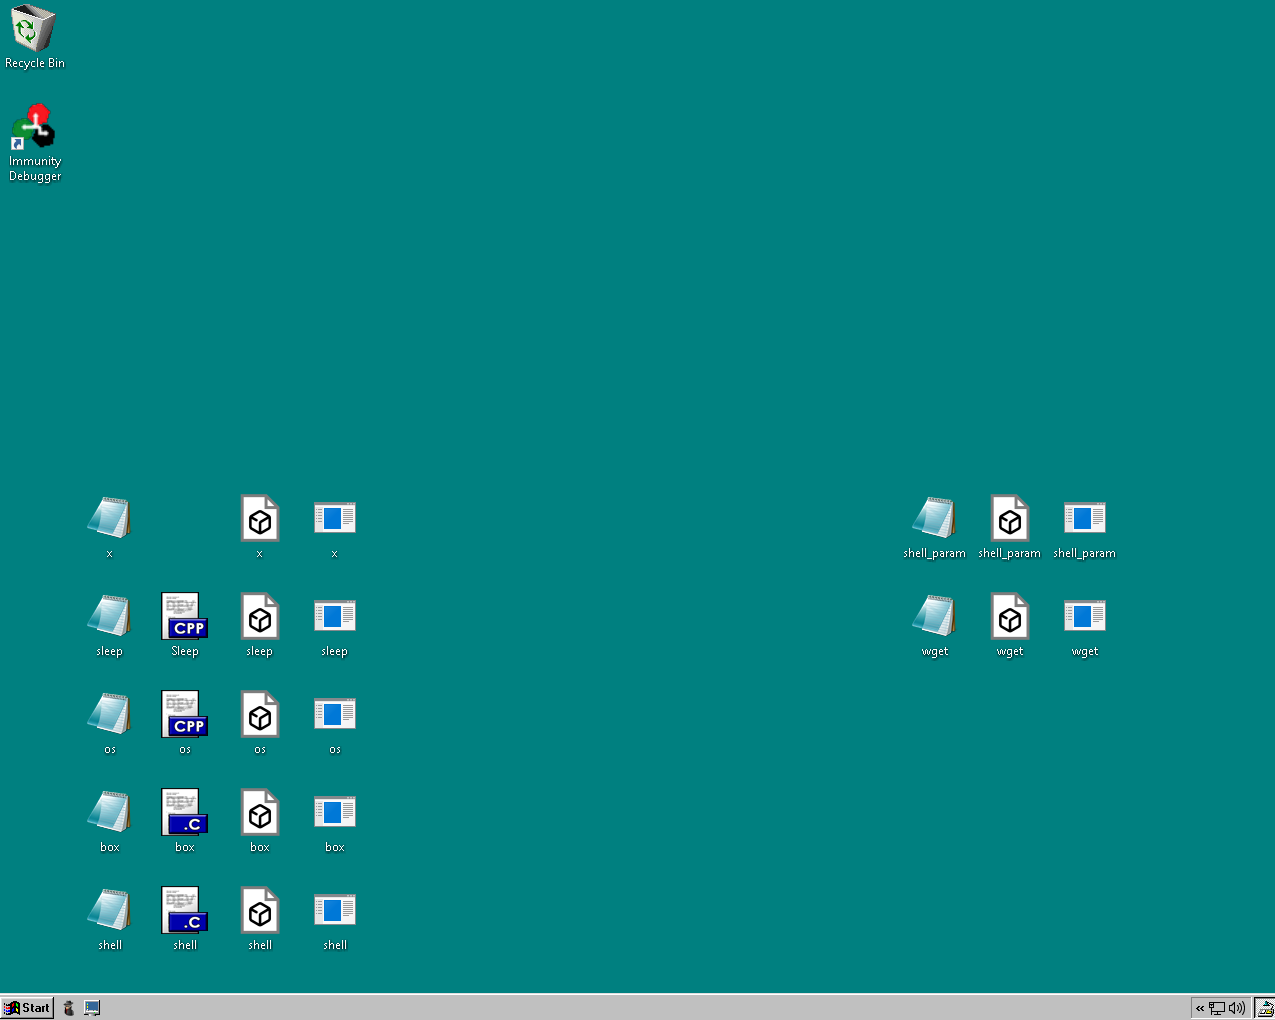 Recycle Bin
Immunity
Debugger
x
x
x
shell_param
shell_param
shell_param
CPP
sleep
Sleep
sleep
sleep
wget
wget
wget
CPP
os
os
os
os
.C
box
box
box
box
.C
shell
shell
shell
shell
Start
«